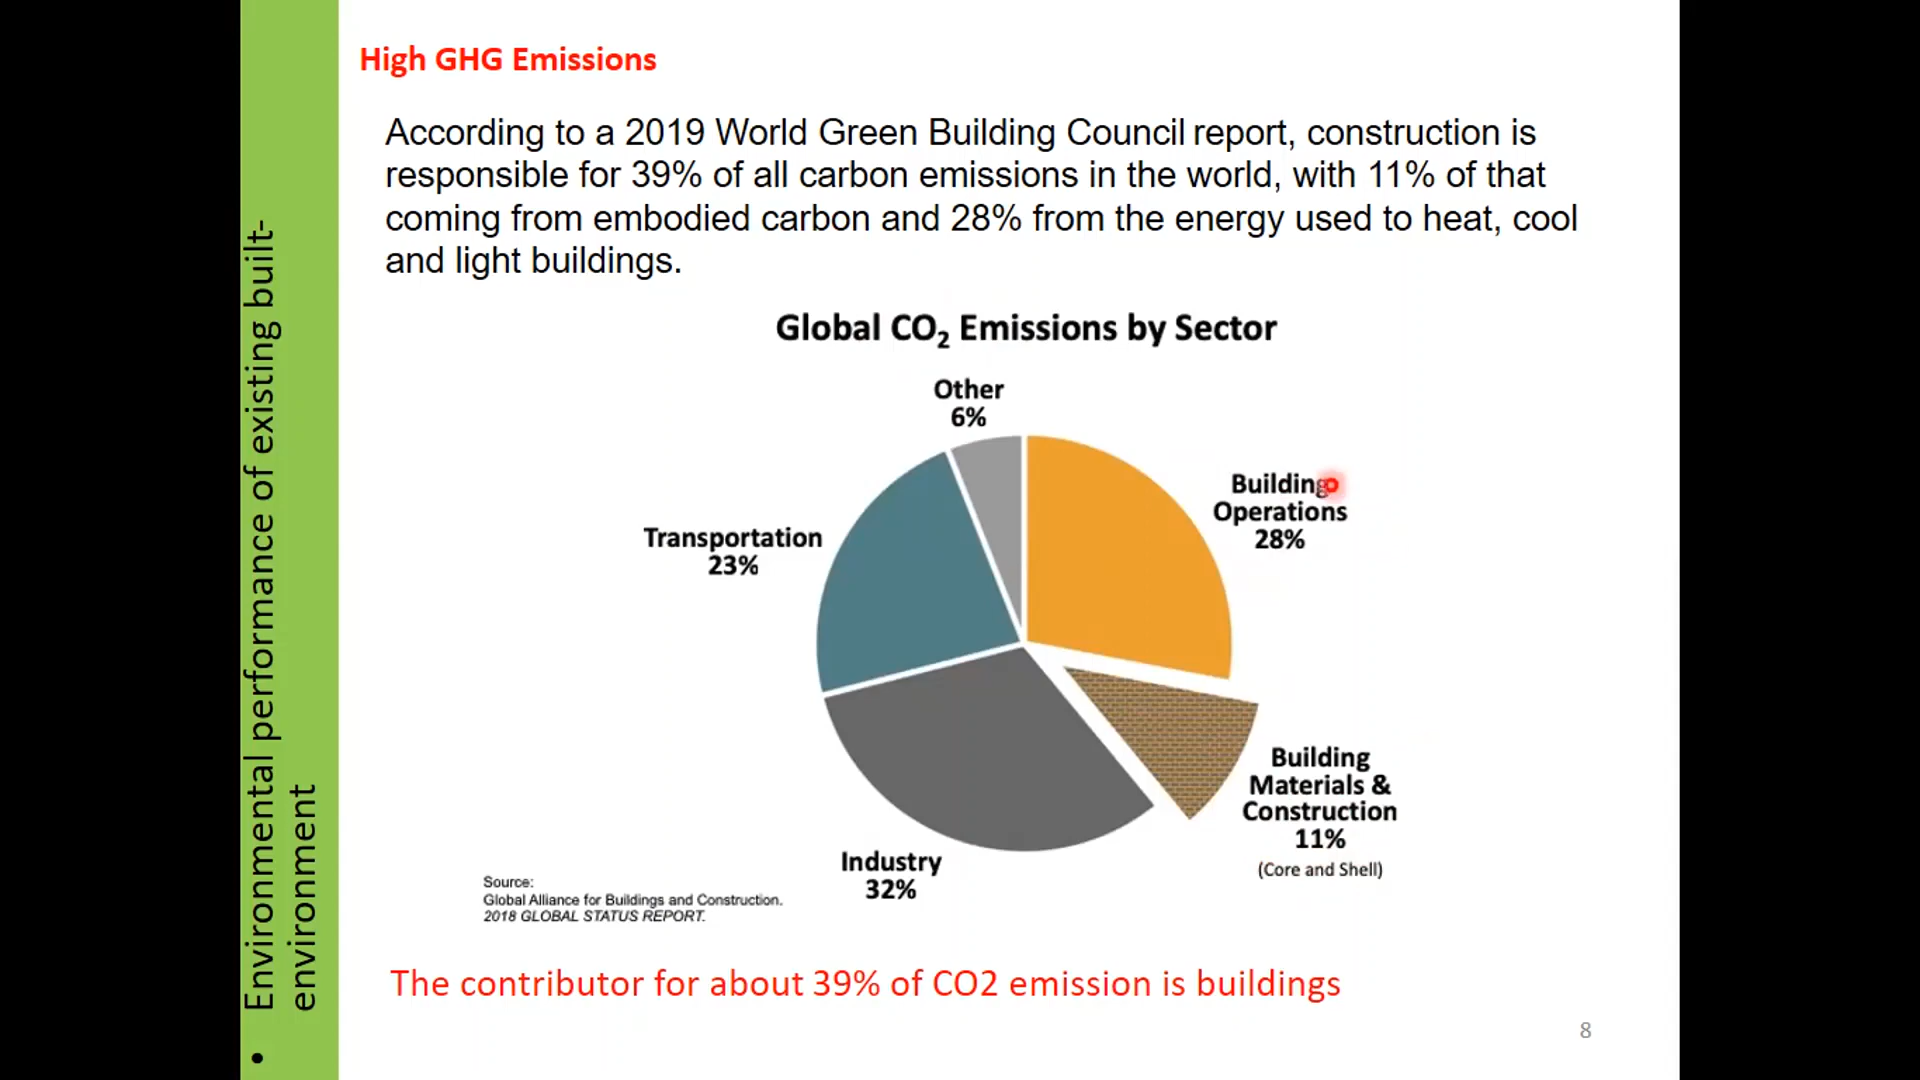 High GHG Emissions
According to a 2019 World Green Building Council report, construction is
responsible for 39% of all carbon emissions in the world, with 11% of that
coming from embodied carbon and 28% from the energy used to heat, cool
and light buildings.
Global CO₂ Emissions by Sector
Other
6%
Building
Operations
28%
Transportation
23%
Building
Materials &
Construction
11%
(Core and Shell)
Industry
32%
Source:
Global Alliance for Buildings and Construction.
2018 GLOBAL STATUS REPORT.
The contributor for about 39% of CO2 emission is buildings
8
• Environmental performance of existing built-
environment